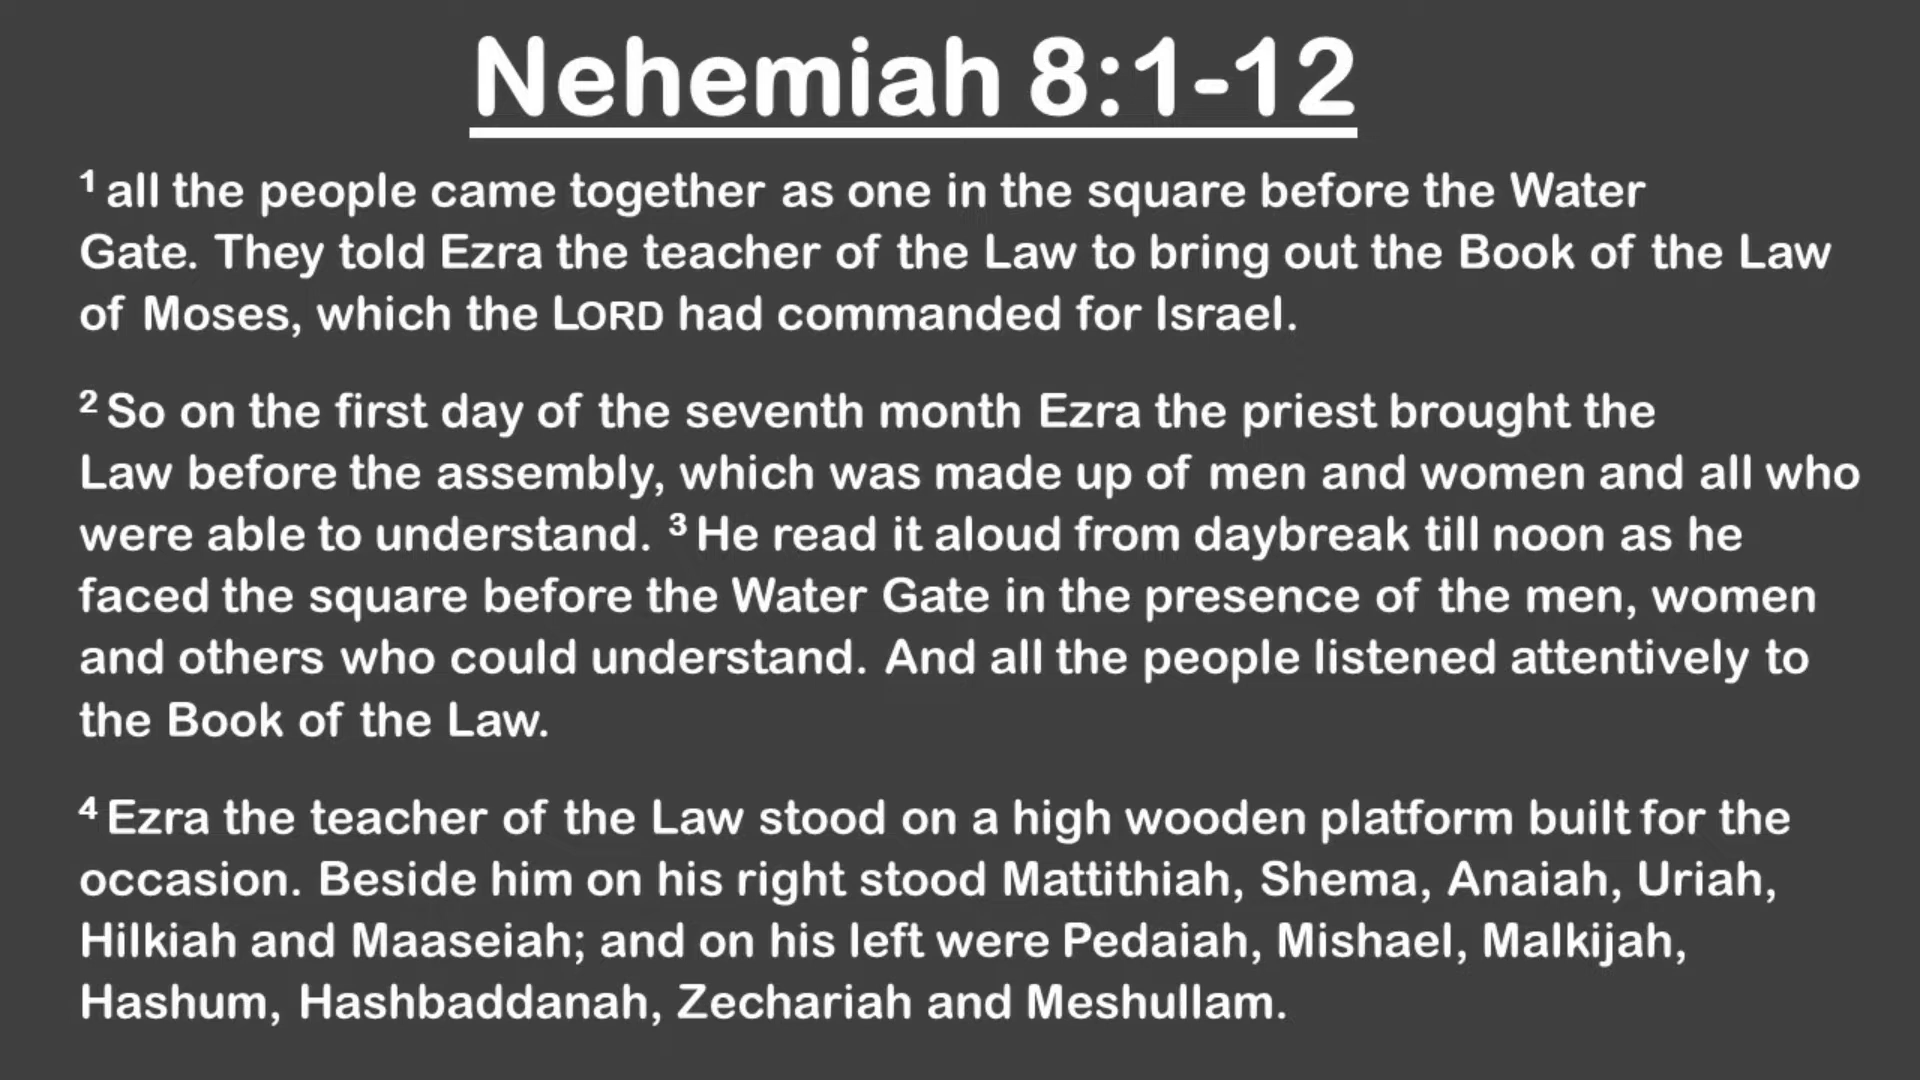 Nehemiah 8:1-12
1 all the people came together as one in the square before the Water
Gate. They told Ezra the teacher of the Law to bring out the Book of the Law
of Moses, which the LORD had commanded for Israel.
2 So on the first day of the seventh month Ezra the priest brought the
Law before the assembly, which was made up of men and women and all who
were able to understand. 3 He read it aloud from daybreak till noon as he
faced the square before the Water Gate in the presence of the men, women
and others who could understand. And all the people listened attentively to
the Book of the Law.
4 Ezra the teacher of the Law stood on a high wooden platform built for the
occasion. Beside him on his right stood Mattithiah, Shema, Anaiah, Uriah,
Hilkiah and Maaseiah; and on his left were Pedaiah, Mishael, Malkijah,
Hashum, Hashbaddanah, Zechariah and Meshullam.